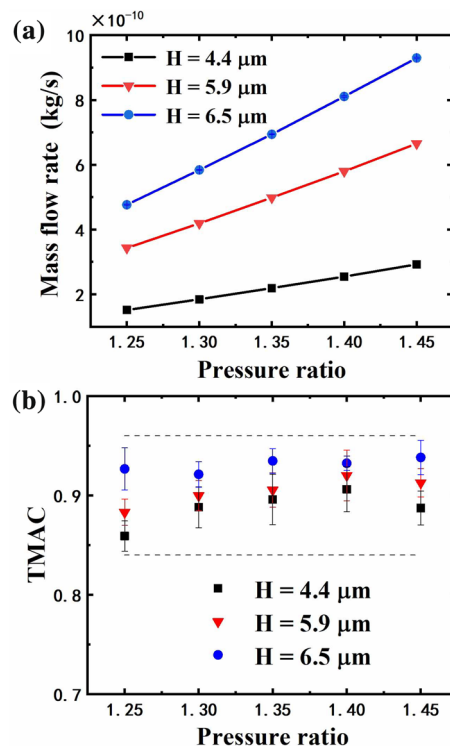 (a)
×10⁻¹⁰
10
8
6
4
2
Mass flow rate (kg/s)
H = 4.4 μm
H = 5.9 μm
H = 6.5 μm
1.25 1.30 1.35 1.40 1.45
Pressure ratio
(b)
1.0
0.9
0.8
0.7
TMAC
H = 4.4 μm
H = 5.9 μm
H = 6.5 μm
1.25 1.30 1.35 1.40 1.45
Pressure ratio